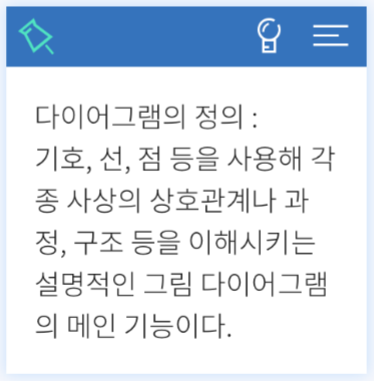 다이어그램의 정의 :
기호, 선, 점 등을 사용해 각
종 사상의 상호관계나 과
정, 구조 등을 이해시키는
설명적인 그림 다이어그램
의 메인 기능이다.